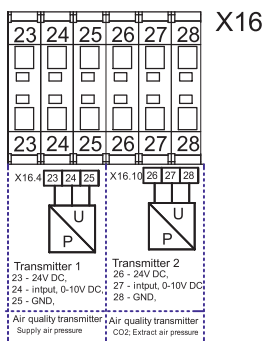 X16
23 24 25 26 27 28
23 24 25 26 27 28
X16.4 23 24 25
X16.10 26 27 28
U
P
U
P
Transmitter 1
23 - 24V DC,
24 - intput, 0-10V DC,
25 - GND,
Transmitter 2
26 - 24V DC,
27 - intput, 0-10V DC
28 - GND,
Air quality transmitter
Supply air pressure
Air quality transmitter
CO2; Extract air pressure